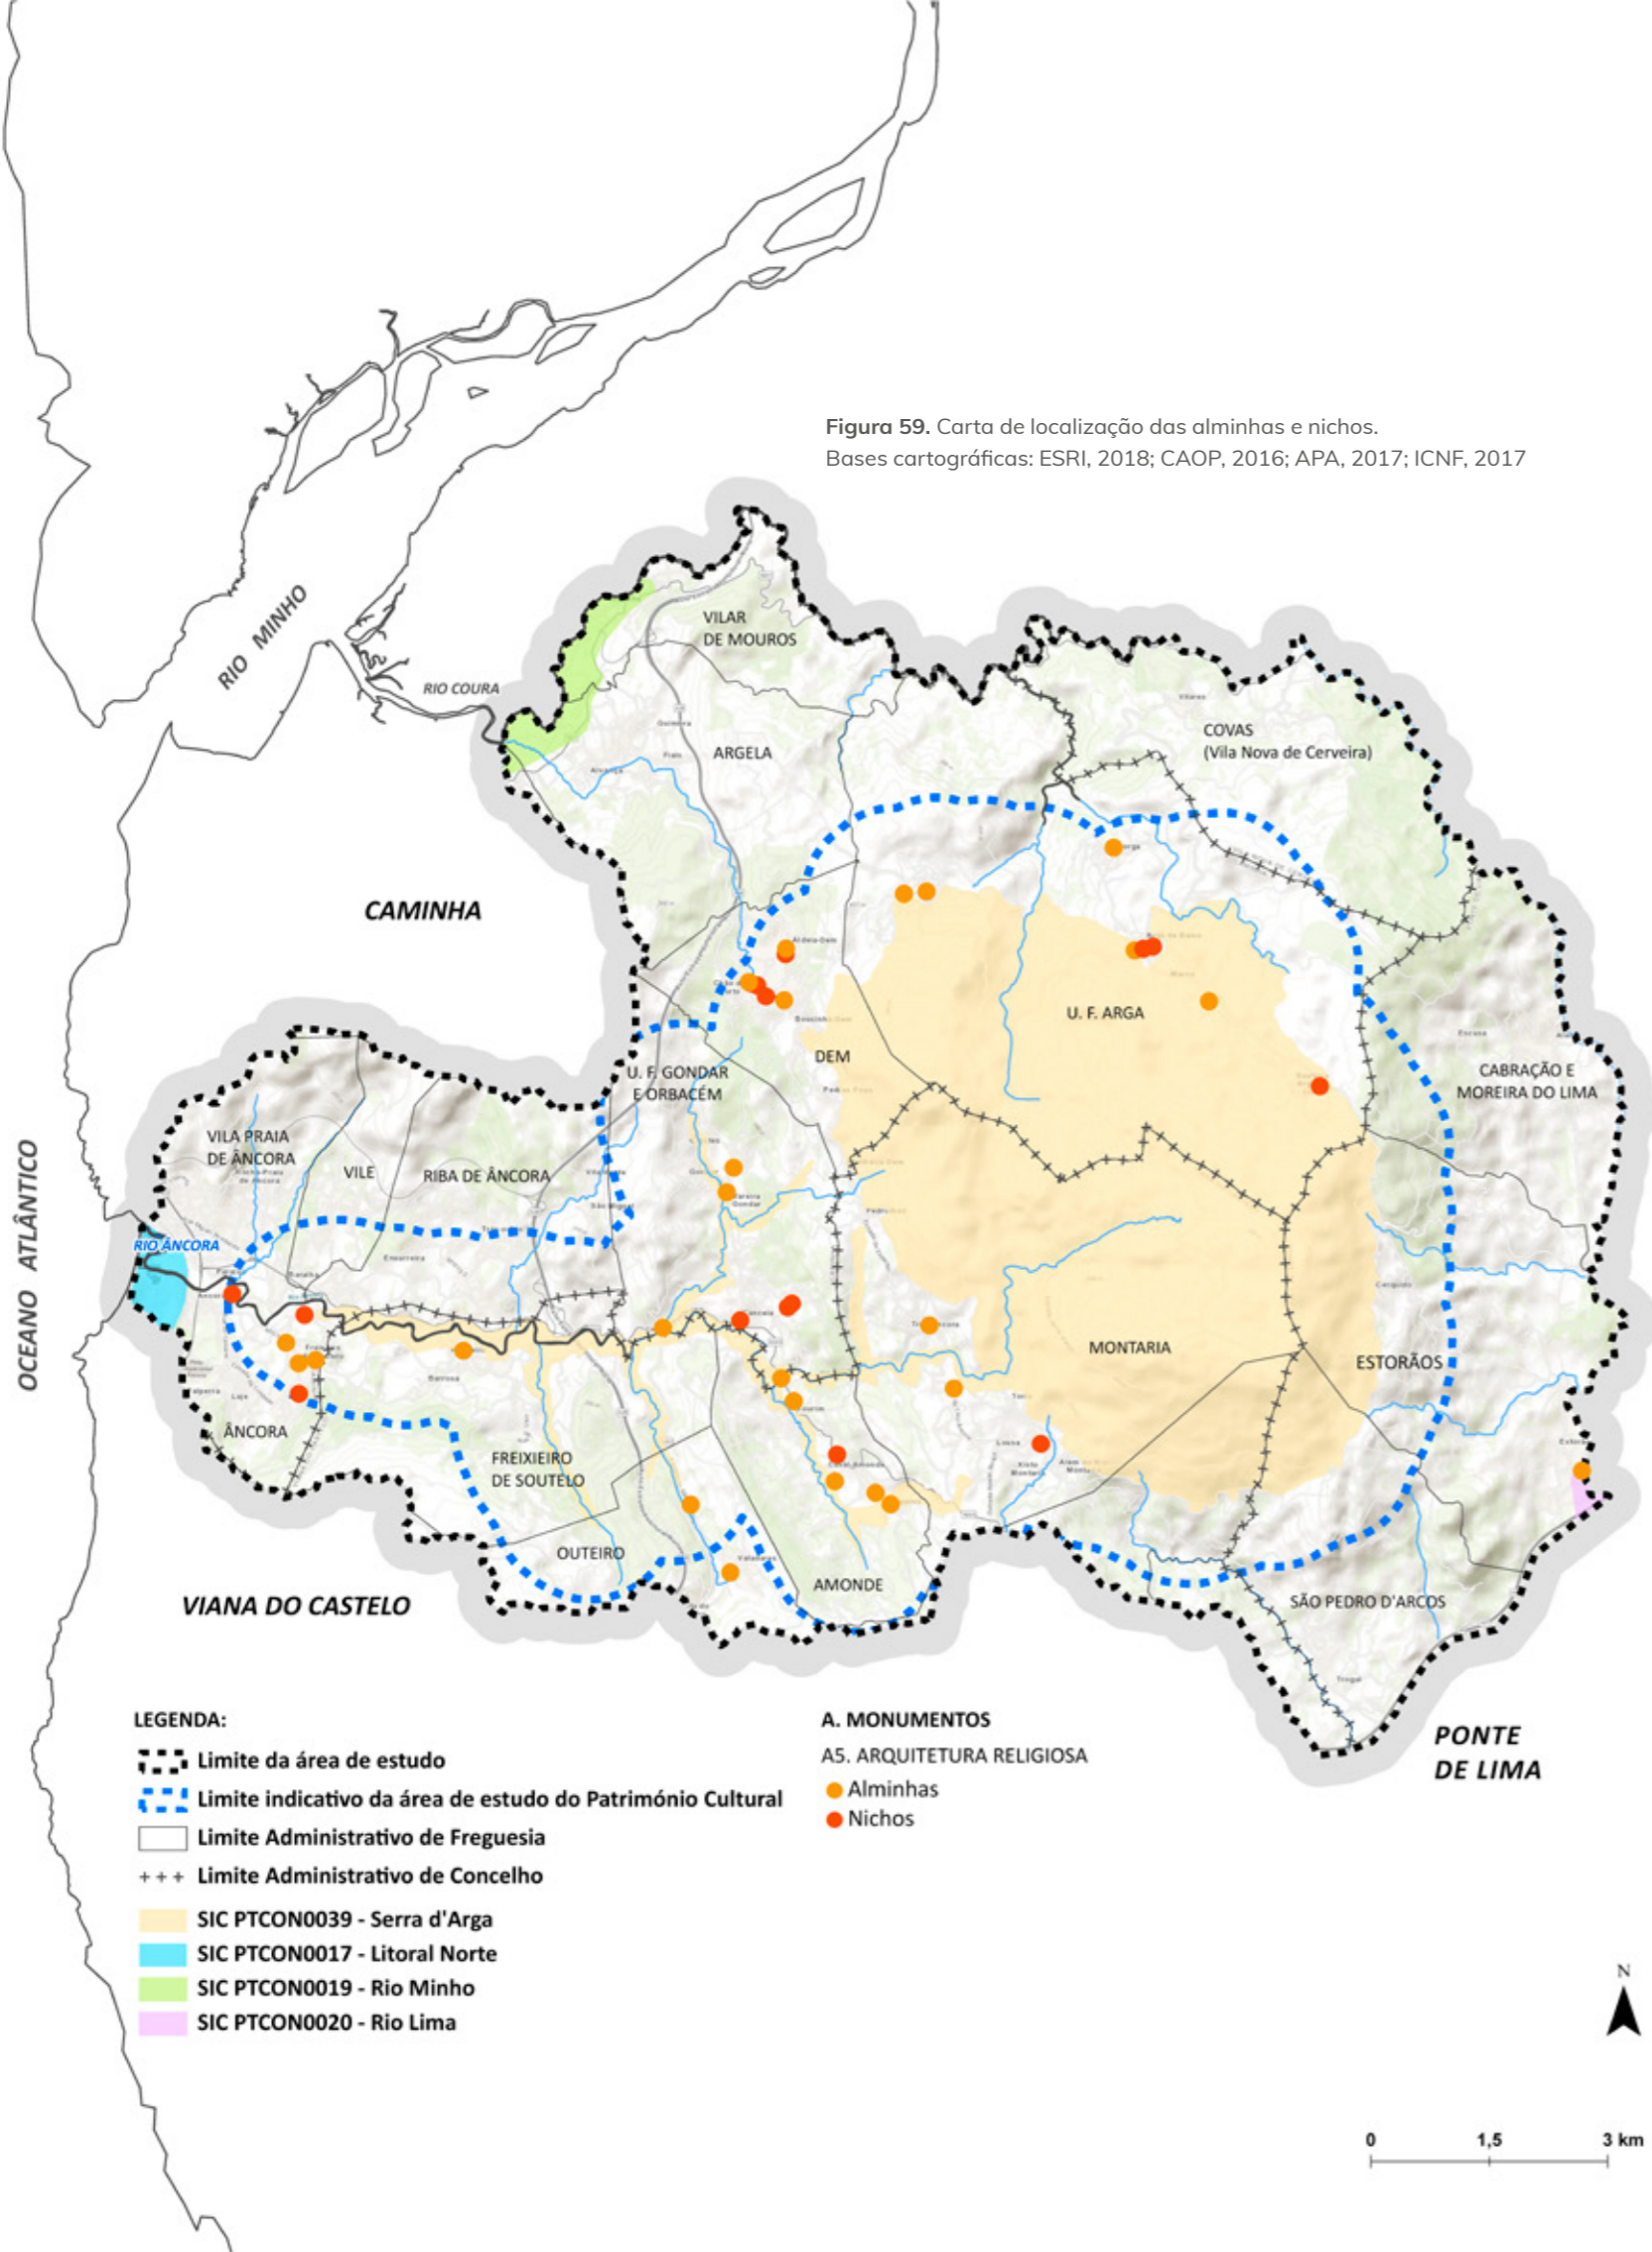 Figura 59. Carta de localização das alminhas e nichos.
Bases cartográficas: ESRI, 2018; CAOP, 2016; APA, 2017; ICNF, 2017
RIO MINHO
VILAR
DE MOUROS
RIO COURA
COVAS
(Vila Nova de Cerveira)
ARGELA
CAMINHA
U. F. ARGA
DEM
U. F. GONDAR
E ORBACÉM
CABRAÇÃO E
MOREIRA DO LIMA
VILA PRAIA
DE ÂNCORA
VILE
RIBA DE ÂNCORA
OCEANO ATLÂNTICO
RIO ÂNCORA
MONTARIA
ESTORÃOS
ÂNCORA
FREIXIEIRO
DE SOUTELO
OUTEIRO
AMONDE
SÃO PEDRO D'ARCOS
VIANA DO CASTELO
PONTE
DE LIMA
LEGENDA:
Limite da área de estudo
Limite indicativo da área de estudo do Património Cultural
Limite Administrativo de Freguesia
Limite Administrativo de Concelho
SIC PTCON0039 - Serra d'Arga
SIC PTCON0017 - Litoral Norte
SIC PTCON0019 - Rio Minho
SIC PTCON0020 - Rio Lima
A. MONUMENTOS
A5. ARQUITETURA RELIGIOSA
Alminhas
Nichos
N
0 1,5 3 km